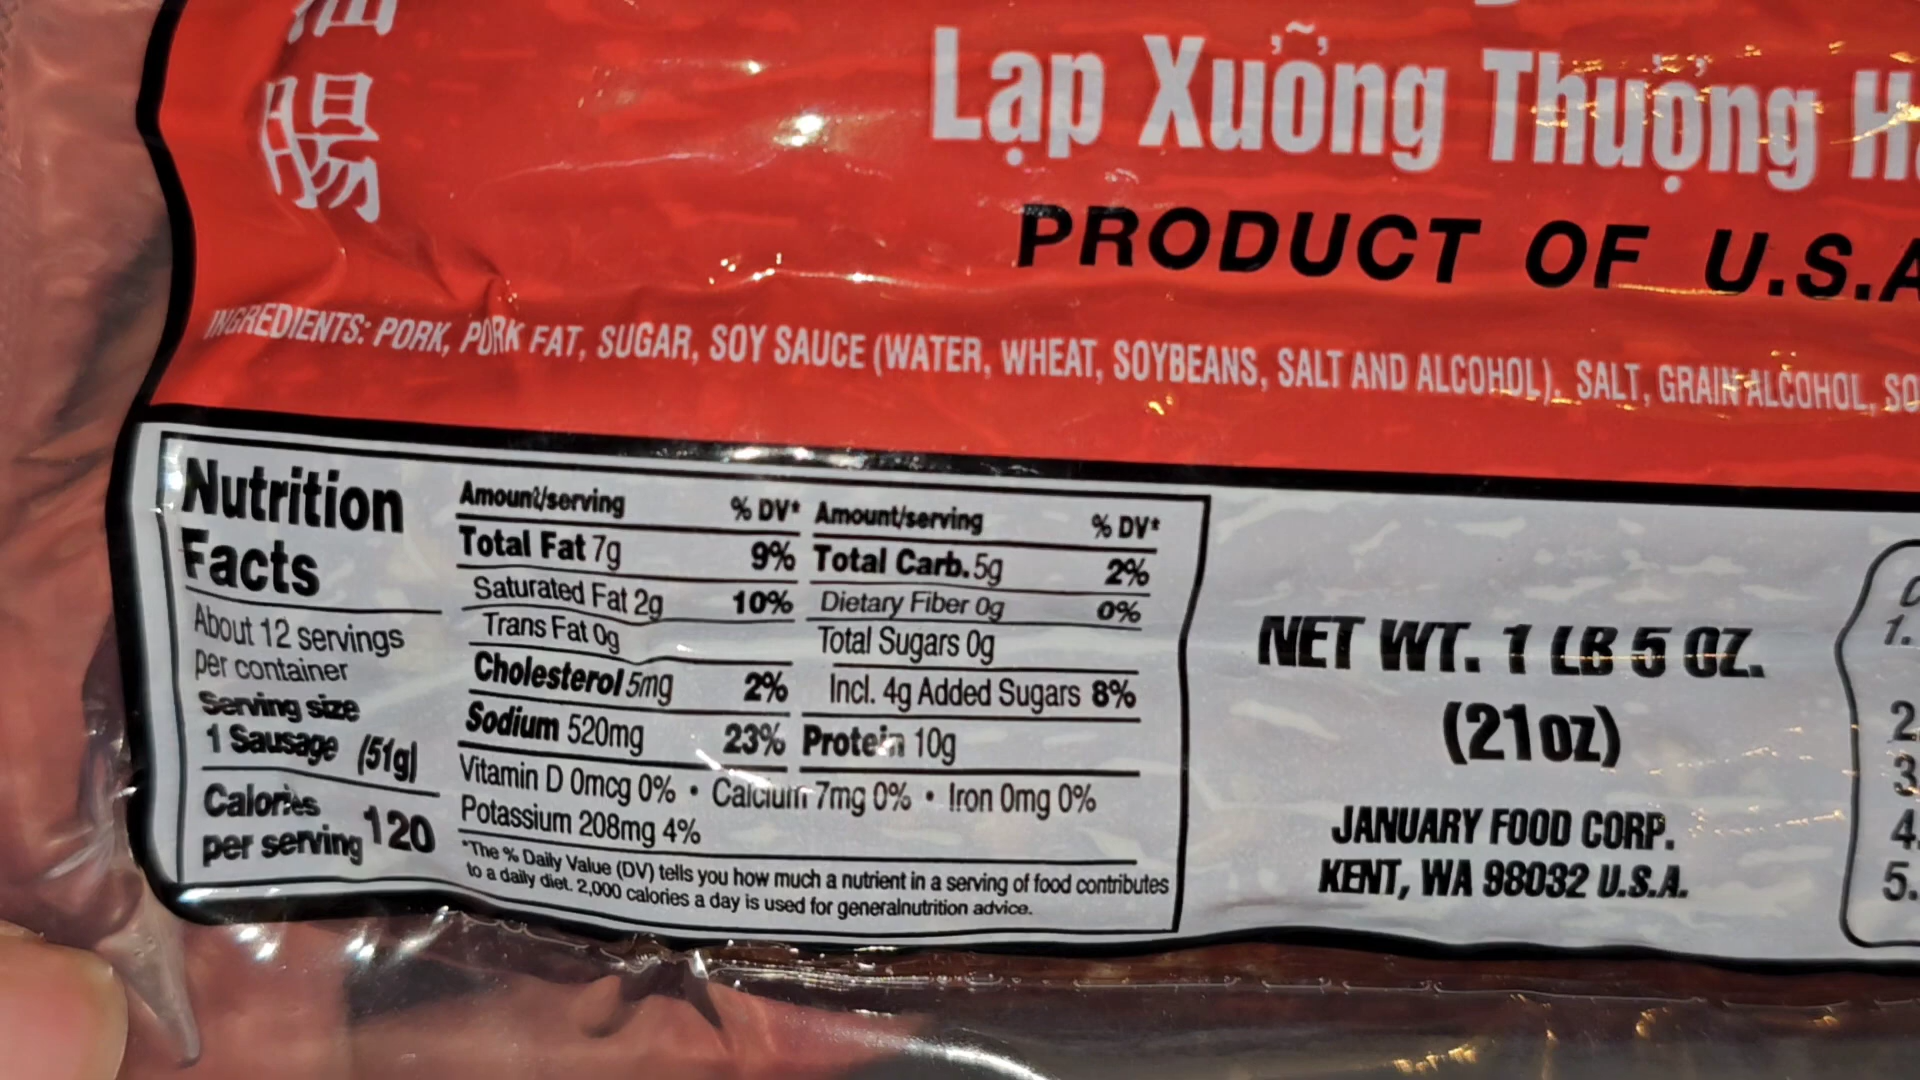 腸
Lạp Xưởng Thượng
PRODUCT OF U.S.A
INGREDIENTS: PORK, PORK FAT, SUGAR, SOY SAUCE (WATER, WHEAT, SOYBEANS, SALT AND ALCOHOL), SALT, GRAIN ALCOHOL,
Nutrition
Facts
About 12 servings
per container
Serving size
1 Sausage (51g)
Calories
per serving 120
Amount/serving % DV*
Total Fat 7g 9%
Saturated Fat 2g 10%
Trans Fat 0g
Cholesterol 5mg 2%
Sodium 520mg 23%
Amount/serving % DV*
Total Carb. 5g 2%
Dietary Fiber 0g 0%
Total Sugars 0g
Incl. 4g Added Sugars 8%
Protein 10g
Vitamin D 0mcg 0% • Calcium 7mg 0% • Iron 0mg 0%
Potassium 208mg 4%
*The % Daily Value (DV) tells you how much a nutrient in a serving of food contributes
to a daily diet. 2,000 calories a day is used for generalnutrition advice.
NET WT. 1 LB 5 OZ.
(21OZ)
JANUARY FOOD CORP.
KENT, WA 98032 U.S.A.
1.
2
3
4.
5.